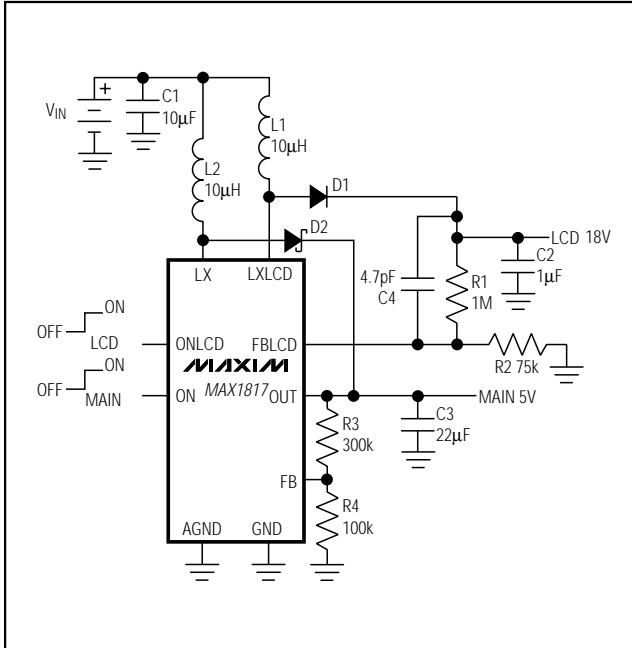 +
VIN
C1
10µF
L1
10µH
L2
10µH
D1
D2
LCD 18V
C2
1µF
4.7pF
C4
R1
1M
LX
LXLCD
ON
OFF
LCD
ONLCD
FBLCD
R2 75k
MAXIM
MAX1817
ON
OFF
MAIN
ON
OUT
MAIN 5V
R3
300k
C3
22µF
FB
R4
100k
AGND
GND